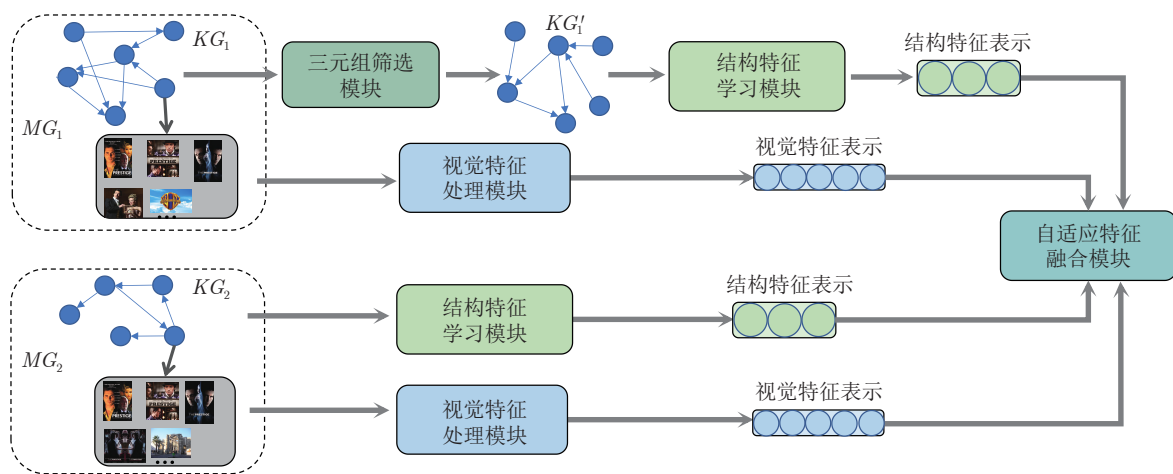 KG₁
MG₁
三元组筛选
模块
KG₁′
结构特征
学习模块
结构特征表示
视觉特征
处理模块
视觉特征表示
自适应特征
融合模块
KG₂
MG₂
结构特征
学习模块
结构特征表示
视觉特征
处理模块
视觉特征表示